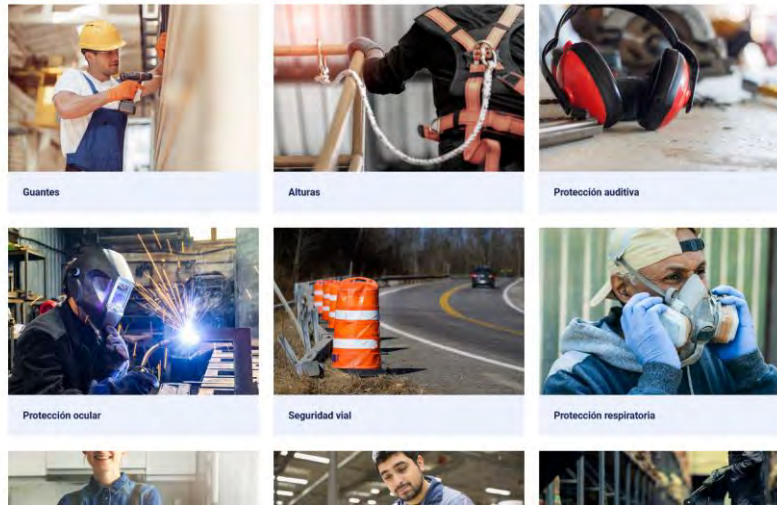 Guantes
Alturas
Protección auditiva
Protección ocular
Seguridad vial
Protección respiratoria